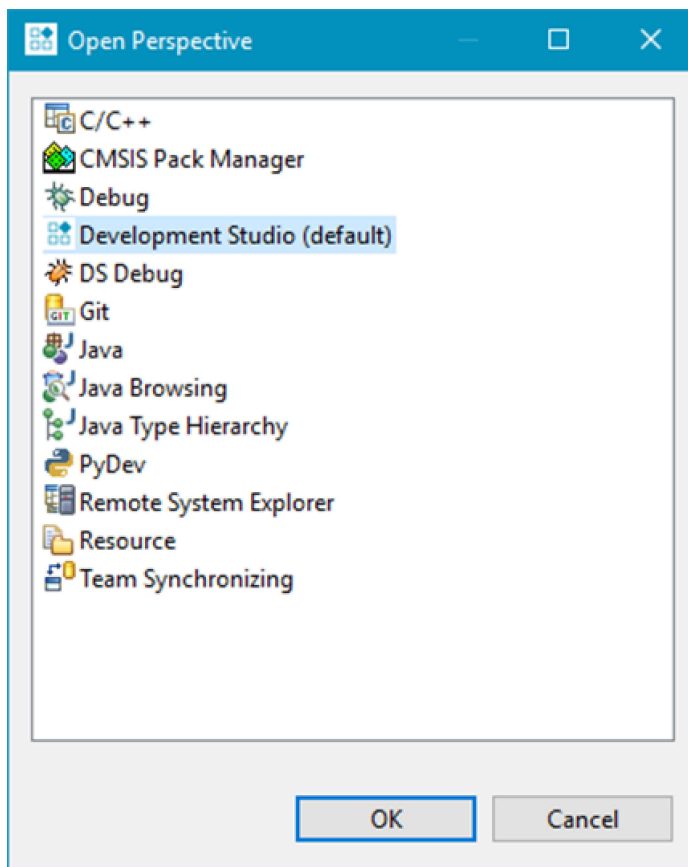 Open Perspective
C/C++
CMSIS Pack Manager
Debug
Development Studio (default)
DS Debug
GIT Git
Java
Java Browsing
Java Type Hierarchy
PyDev
Remote System Explorer
Resource
Team Synchronizing
OK Cancel